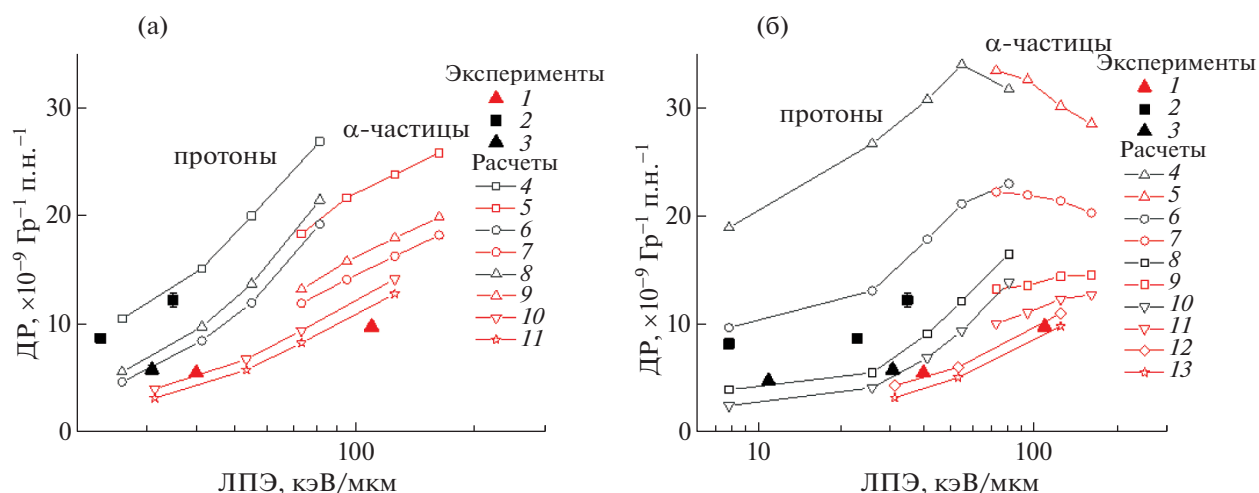 (а)
ДР, ×10⁻⁹ Гр⁻¹ п.н.⁻¹
30
20
10
0
100
ЛПЭ, кэВ/мкм
протоны
α-частицы
Эксперименты
1
2
3
Расчеты
4
5
6
7
8
9
10
11
(б)
ДР, ×10⁻⁹ Гр⁻¹ п.н.⁻¹
30
20
10
0
10
100
ЛПЭ, кэВ/мкм
протоны
α-частицы
Эксперименты
1
2
3
Расчеты
4
5
6
7
8
9
10
11
12
13